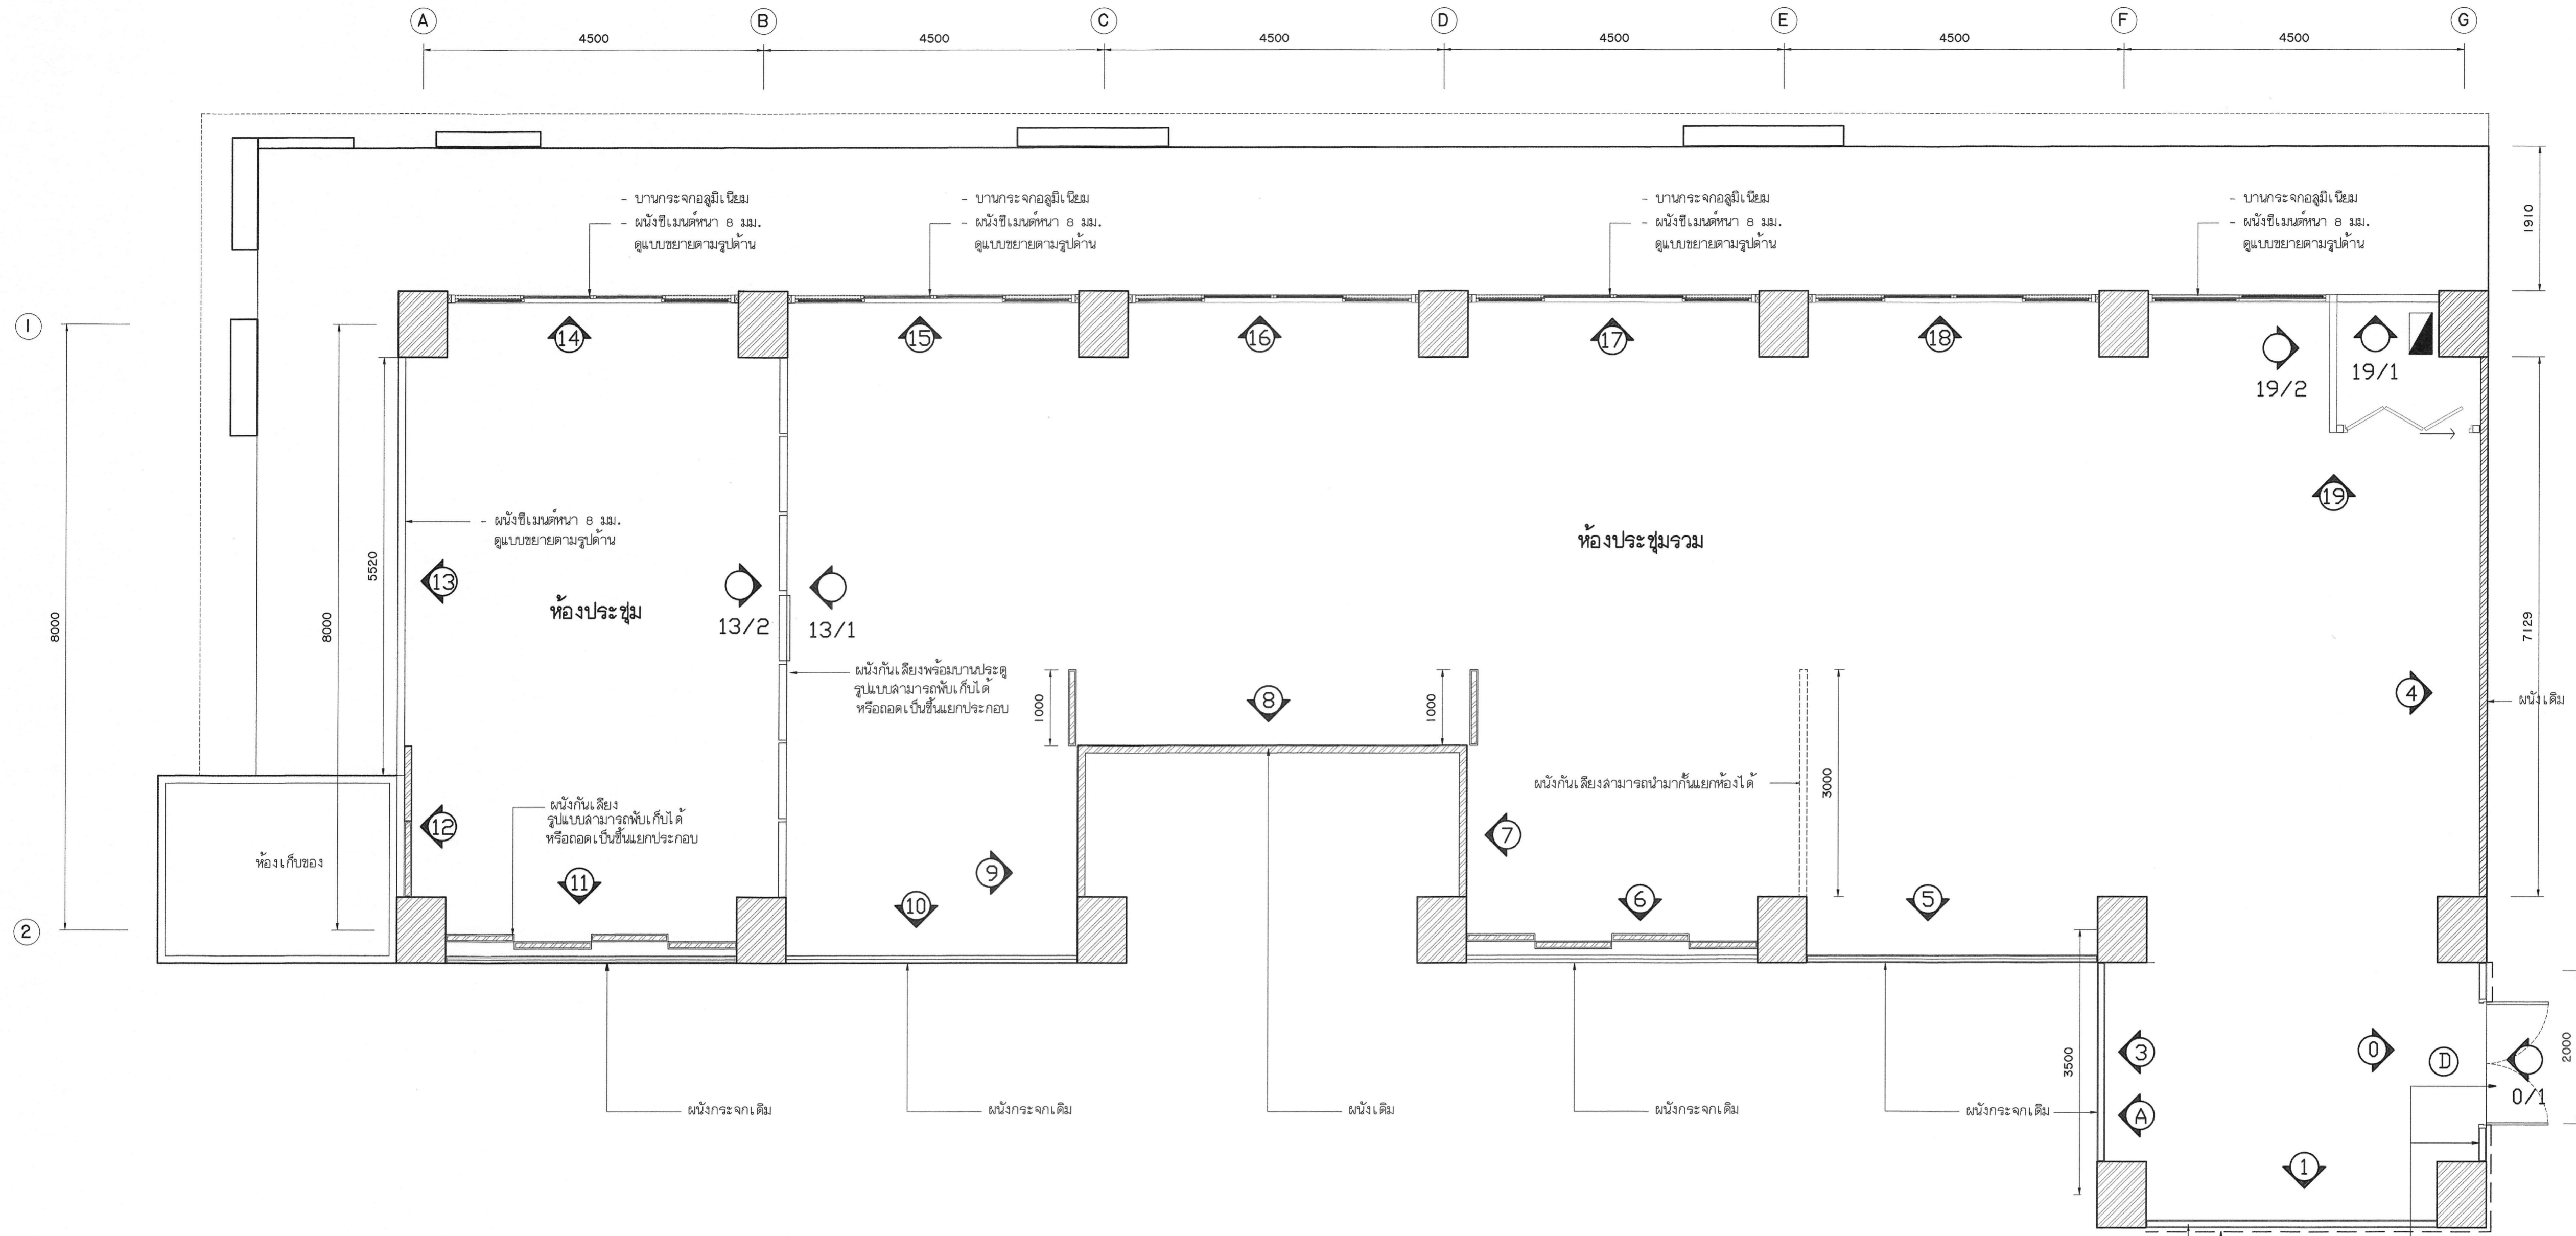 A
B
C
D
E
F
G
4500
4500
4500
4500
4500
4500
- บานกระจกอลูมิเนียม
- ผนังซีเมนต์หนา 8 มม.
ดูแบบขยายตามรูปด้าน
- บานกระจกอลูมิเนียม
- ผนังซีเมนต์หนา 8 มม.
ดูแบบขยายตามรูปด้าน
- บานกระจกอลูมิเนียม
- ผนังซีเมนต์หนา 8 มม.
ดูแบบขยายตามรูปด้าน
- บานกระจกอลูมิเนียม
- ผนังซีเมนต์หนา 8 มม.
ดูแบบขยายตามรูปด้าน
1910
1
14
15
16
17
18
19/2
19/1
19
- ผนังซีเมนต์หนา 8 มม.
ดูแบบขยายตามรูปด้าน
ห้องประชุมรวม
5520
13
ห้องประชุม
13/2
13/1
8000
8000
7129
ผนังกันเสียงพร้อมบานประตู
รูปแบบสามารถพับเก็บได้
หรือถอดเป็นชิ้นแยกประกอบ
1000
8
1000
4
ผนังเดิม
ผนังกันเสียงสามารถนำมากั้นแยกห้องได้
3000
ผนังกันเสียง
รูปแบบสามารถพับเก็บได้
หรือถอดเป็นชิ้นแยกประกอบ
12
7
ห้องเก็บของ
11
9
10
6
5
2
3
0
D
0/1
2000
3500
A
1
ผนังกระจกเดิม
ผนังกระจกเดิม
ผนังเดิม
ผนังกระจกเดิม
ผนังกระจกเดิม